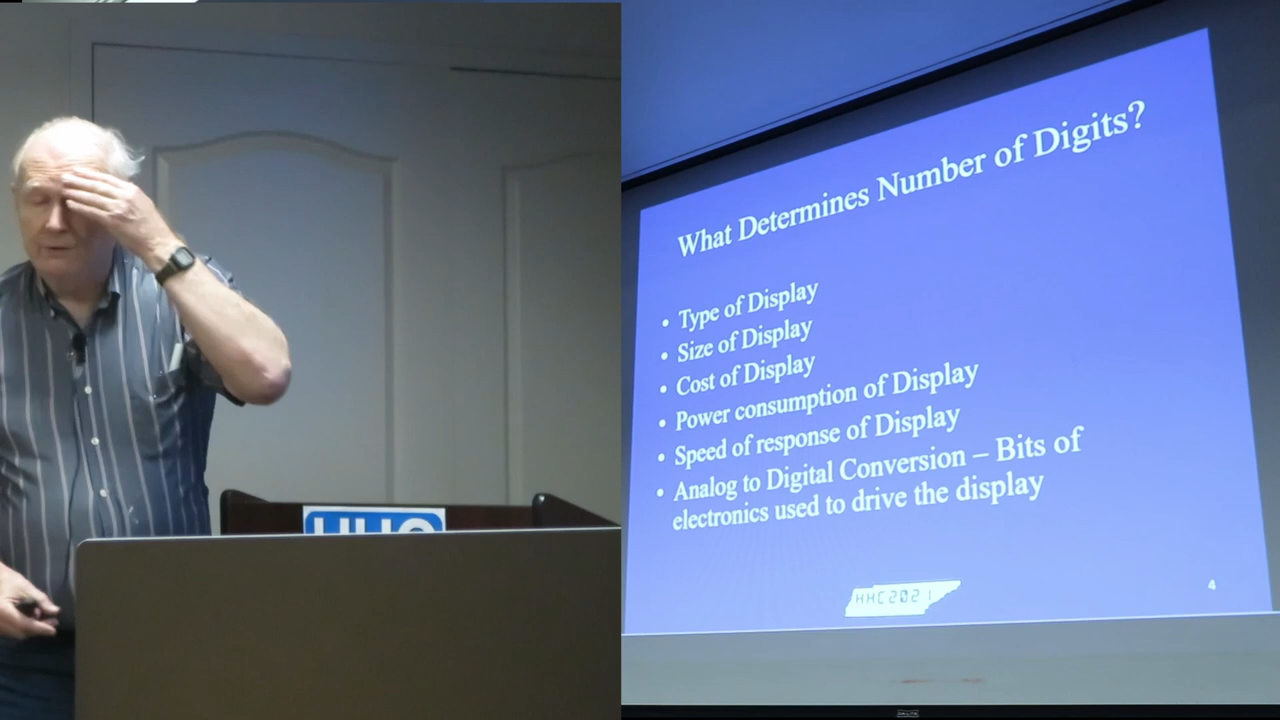 What Determines Number of Digits?
• Type of Display
• Size of Display
• Cost of Display
• Power consumption of Display
• Speed of response of Display
• Analog to Digital Conversion – Bits of
electronics used to drive the display
HHC2021
4
HHC